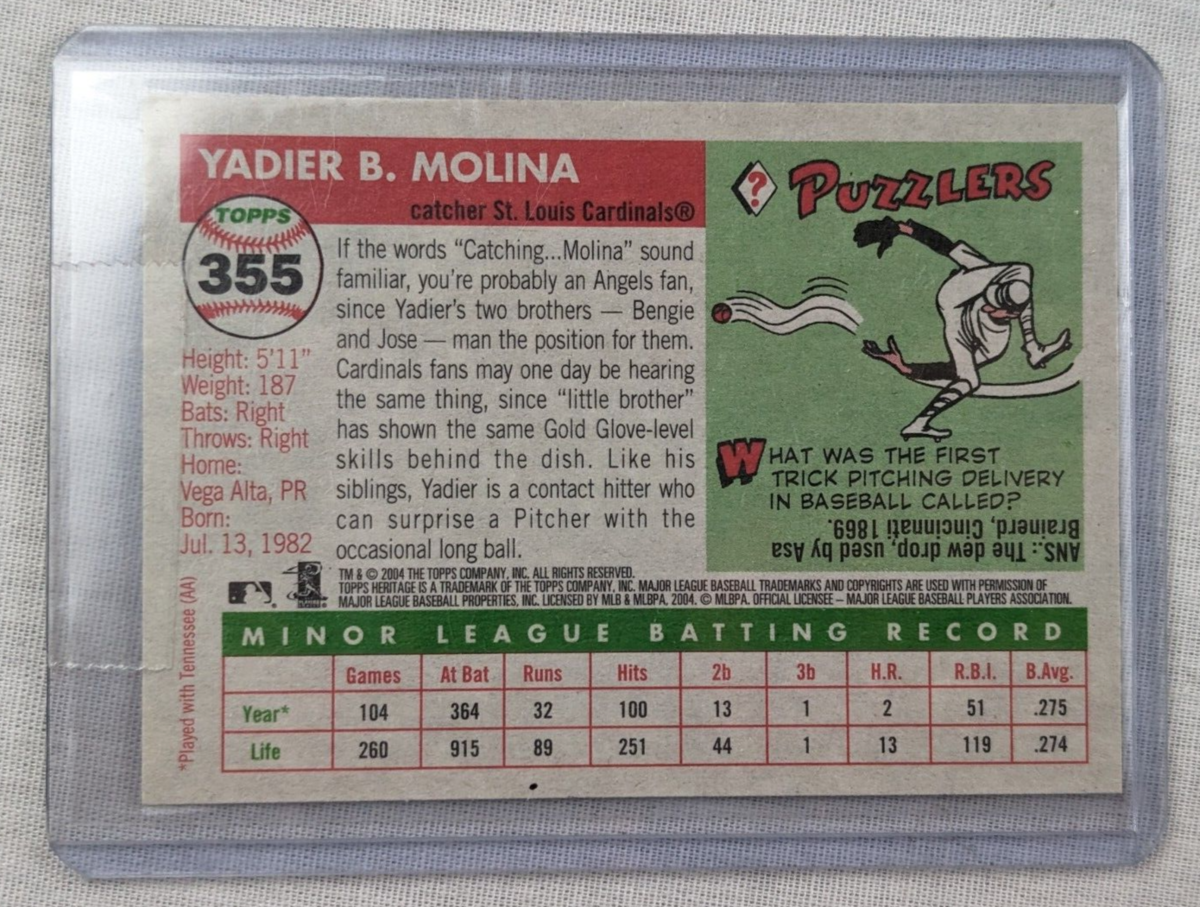 YADIER B. MOLINA
catcher St. Louis Cardinals®
TOPPS
355
Height: 5'11"
Weight: 187
Bats: Right
Throws: Right
Home:
Vega Alta, PR
Born:
Jul. 13, 1982
If the words “Catching...Molina” sound
familiar, you're probably an Angels fan,
since Yadier's two brothers — Bengie
and Jose — man the position for them.
Cardinals fans may one day be hearing
the same thing, since “little brother”
has shown the same Gold Glove-level
skills behind the dish. Like his
siblings, Yadier is a contact hitter who
can surprise a Pitcher with the
occasional long ball.
? PUZZLERS
WHAT WAS THE FIRST
TRICK PITCHING DELIVERY
IN BASEBALL CALLED?
ANS.: The dew drop, used by Asa
Brainerd, Cincinnati 1869.
TM & © 2004 THE TOPPS COMPANY, INC. ALL RIGHTS RESERVED.
TOPPS HERITAGE IS A TRADEMARK OF THE TOPPS COMPANY, INC. MAJOR LEAGUE BASEBALL TRADEMARKS AND COPYRIGHTS ARE USED WITH PERMISSION OF
MAJOR LEAGUE BASEBALL PROPERTIES, INC. LICENSED BY MLB & MLBPA. 2004. © MLBPA. OFFICIAL LICENSEE – MAJOR LEAGUE BASEBALL PLAYERS ASSOCIATION.
*Played with Tennessee (AA)
MINOR LEAGUE BATTING RECORD
Games At Bat Runs Hits 2b 3b H.R. R.B.I. B.Avg.
Year* 104 364 32 100 13 1 2 51 .275
Life 260 915 89 251 44 1 13 119 .274